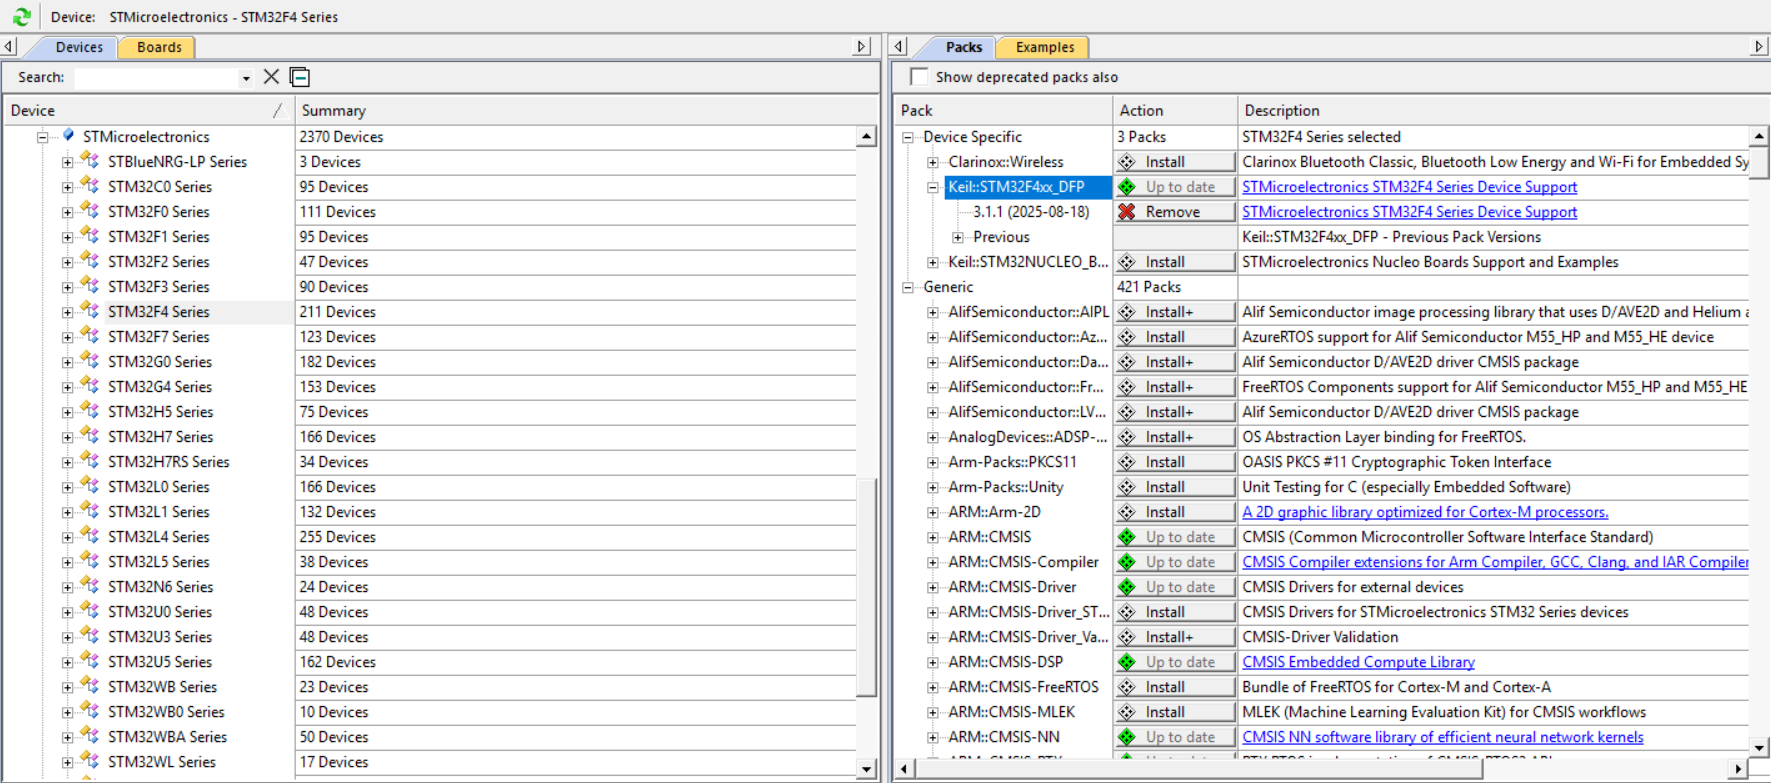 Device: STMicroelectronics - STM32F4 Series
Devices Boards
Search:
Device Summary
STMicroelectronics 2370 Devices
STBlueNRG-LP Series 3 Devices
STM32C0 Series 95 Devices
STM32F0 Series 111 Devices
STM32F1 Series 95 Devices
STM32F2 Series 47 Devices
STM32F3 Series 90 Devices
STM32F4 Series 211 Devices
STM32F7 Series 123 Devices
STM32G0 Series 182 Devices
STM32G4 Series 153 Devices
STM32H5 Series 75 Devices
STM32H7 Series 166 Devices
STM32H7RS Series 34 Devices
STM32L0 Series 166 Devices
STM32L1 Series 132 Devices
STM32L4 Series 255 Devices
STM32L5 Series 38 Devices
STM32N6 Series 24 Devices
STM32U0 Series 48 Devices
STM32U3 Series 48 Devices
STM32U5 Series 162 Devices
STM32WB Series 23 Devices
STM32WB0 Series 10 Devices
STM32WBA Series 50 Devices
STM32WL Series 17 Devices
Packs Examples
Show deprecated packs also
Pack Action Description
Device Specific 3 Packs STM32F4 Series selected
Clarinox::Wireless Install Clarinox Bluetooth Classic, Bluetooth Low Energy and Wi-Fi for Embedded Sy
Keil::STM32F4xx_DFP Up to date STMicroelectronics STM32F4 Series Device Support
3.1.1 (2025-08-18) Remove STMicroelectronics STM32F4 Series Device Support
Previous Keil::STM32F4xx_DFP - Previous Pack Versions
Keil::STM32NUCLEO_B... Install STMicroelectronics Nucleo Boards Support and Examples
Generic 421 Packs
AlifSemiconductor::AIPL Install+ Alif Semiconductor image processing library that uses D/AVE2D and Helium a
AlifSemiconductor::Az... Install+ AzureRTOS support for Alif Semiconductor M55_HP and M55_HE device
AlifSemiconductor::Da... Install+ Alif Semiconductor D/AVE2D driver CMSIS package
AlifSemiconductor::Fr... Install+ FreeRTOS Components support for Alif Semiconductor M55_HP and M55_HE
AlifSemiconductor::LV... Install+ Alif Semiconductor D/AVE2D driver CMSIS package
AnalogDevices::ADSP-... Install+ OS Abstraction Layer binding for FreeRTOS.
Arm-Packs::PKCS11 Install OASIS PKCS #11 Cryptographic Token Interface
Arm-Packs::Unity Install Unit Testing for C (especially Embedded Software)
ARM::Arm-2D Install A 2D graphic library optimized for Cortex-M processors.
ARM::CMSIS Up to date CMSIS (Common Microcontroller Software Interface Standard)
ARM::CMSIS-Compiler Up to date CMSIS Compiler extensions for Arm Compiler, GCC, Clang, and IAR Compiler
ARM::CMSIS-Driver Up to date CMSIS Drivers for external devices
ARM::CMSIS-Driver_ST... Install CMSIS Drivers for STMicroelectronics STM32 Series devices
ARM::CMSIS-Driver_Va... Install+ CMSIS-Driver Validation
ARM::CMSIS-DSP Up to date CMSIS Embedded Compute Library
ARM::CMSIS-FreeRTOS Install Bundle of FreeRTOS for Cortex-M and Cortex-A
ARM::CMSIS-MLEK Install MLEK (Machine Learning Evaluation Kit) for CMSIS workflows
ARM::CMSIS-NN Up to date CMSIS NN software library of efficient neural network kernels